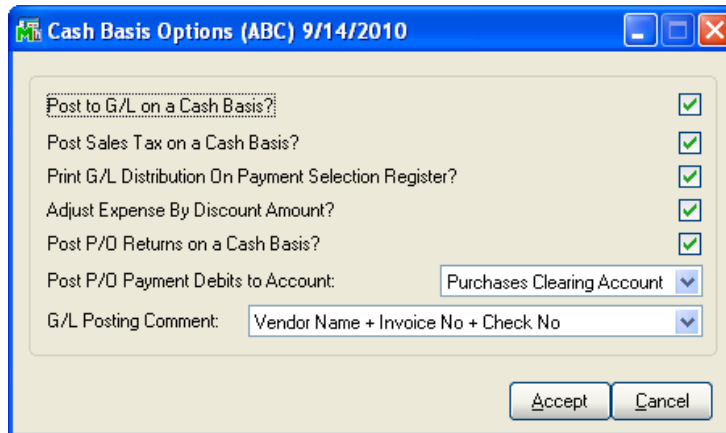 Cash Basis Options (ABC) 9/14/2010
Post to G/L on a Cash Basis?
Post Sales Tax on a Cash Basis?
Print G/L Distribution On Payment Selection Register?
Adjust Expense By Discount Amount?
Post P/O Returns on a Cash Basis?
Post P/O Payment Debits to Account: Purchases Clearing Account
G/L Posting Comment: Vendor Name + Invoice No + Check No
Accept Cancel